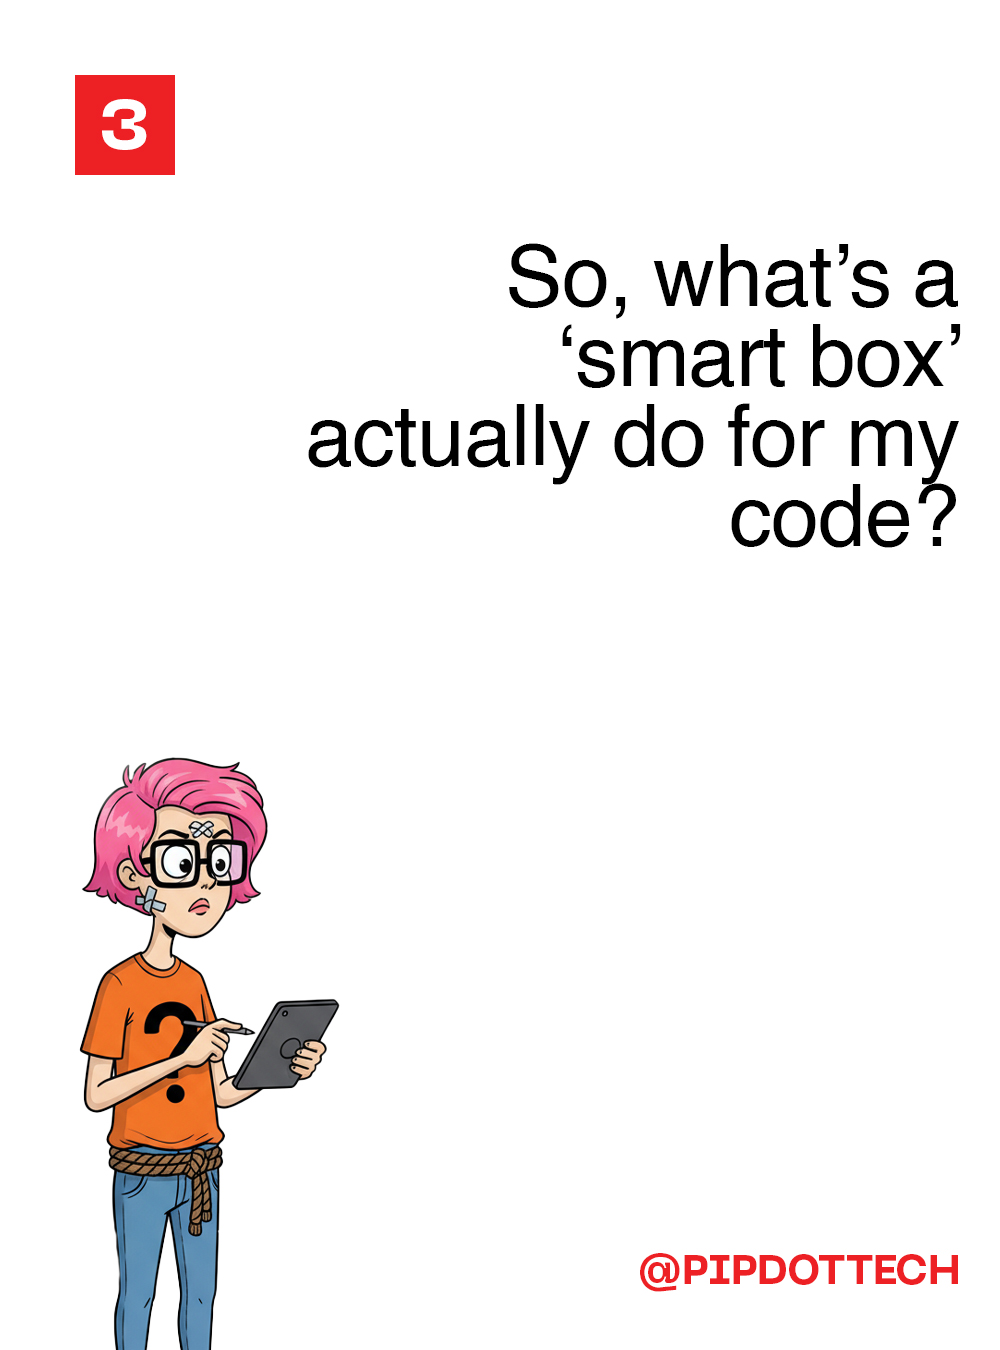 3
So, what’s a
‘smart box’
actually do for my
code?
?
@PIPDOTTECH